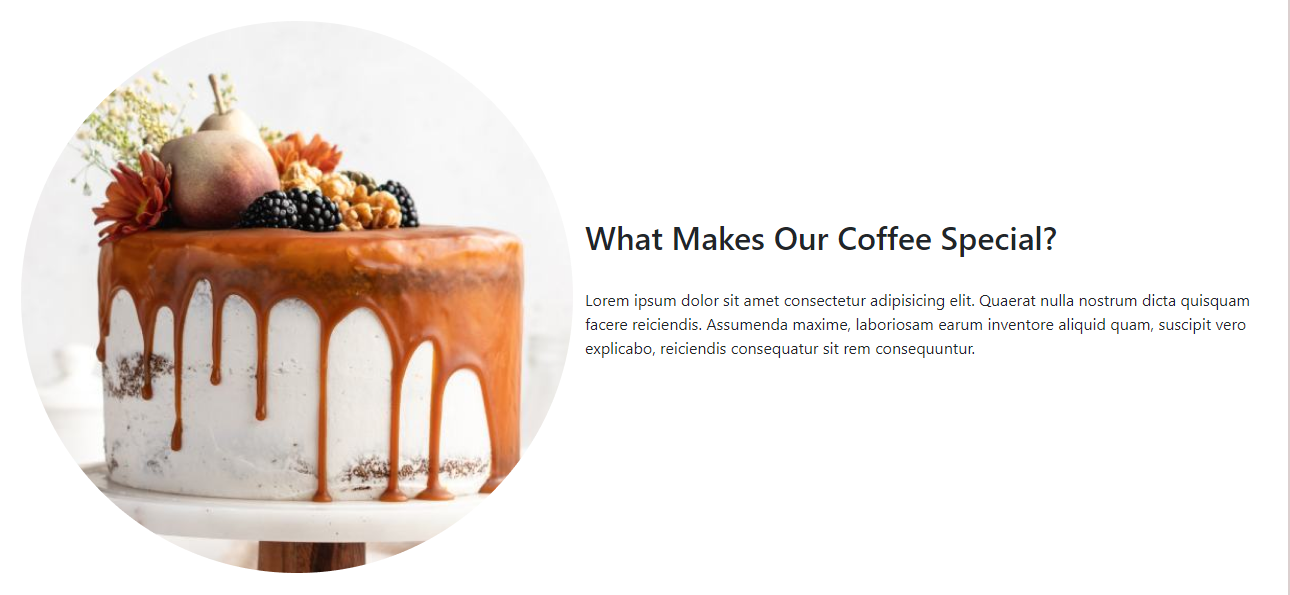 What Makes Our Coffee Special?
Lorem ipsum dolor sit amet consectetur adipisicing elit. Quaerat nulla nostrum dicta quisquam
facere reiciendis. Assumenda maxime, laboriosam earum inventore aliquid quam, suscipit vero
explicabo, reiciendis consequatur sit rem consequuntur.